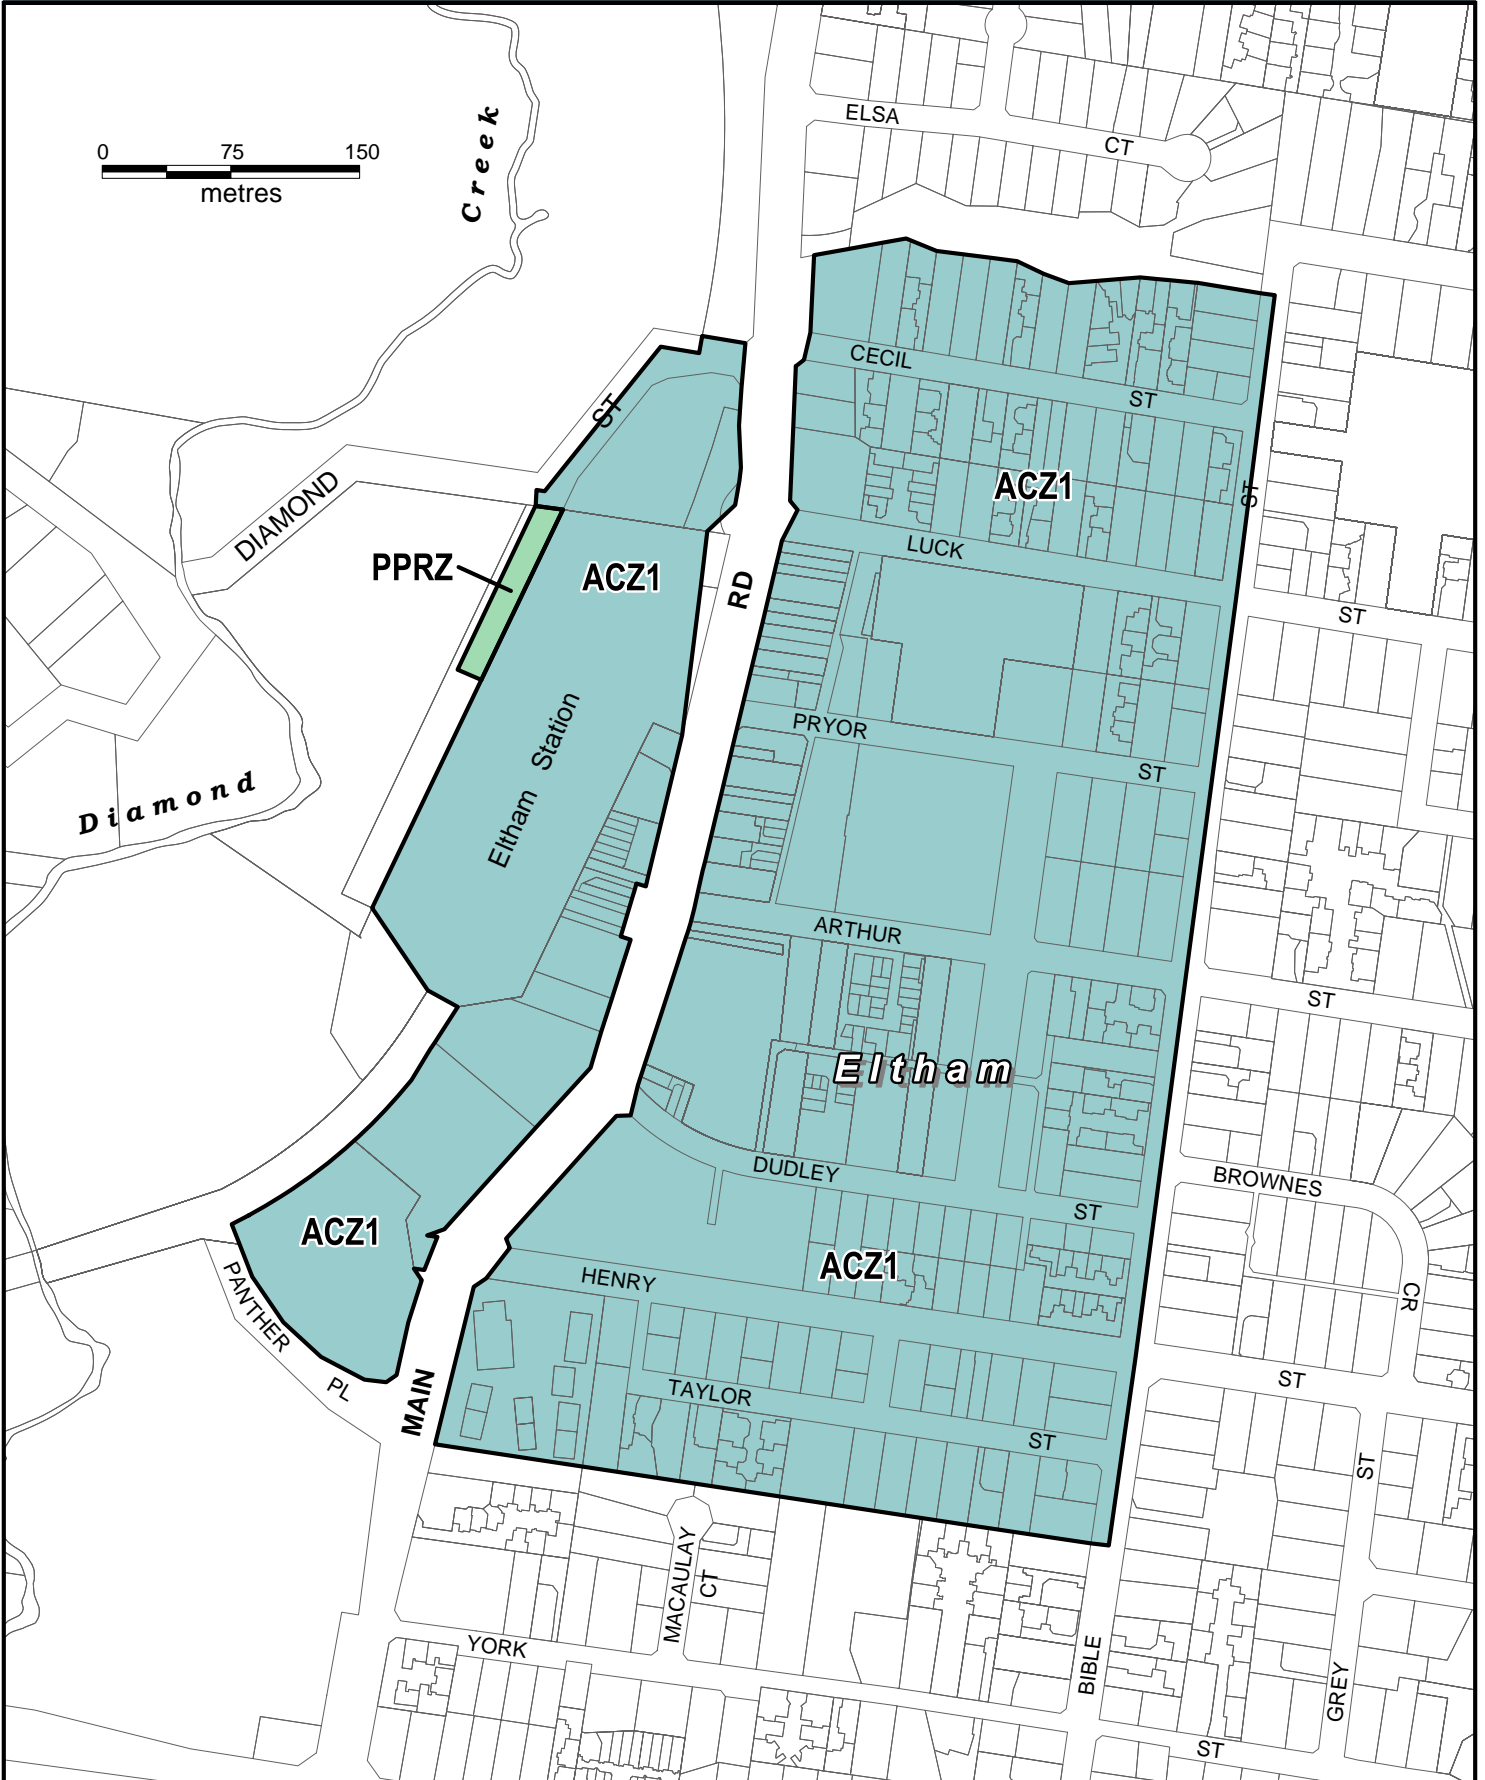 ELSA
CT
Creek
0 75 150
metres
CECIL
ST
ST
ACZ1
ST
DIAMOND
LUCK
PPRZ
ACZ1
RD
ST
Eltham Station
PRYOR
ST
Diamond
ARTHUR
ST
Eltham
DUDLEY
BROWNES
ST
ACZ1
ACZ1
HENRY
PANTHER
PL
CR
ST
MAIN
TAYLOR
ST
ST
MACAULAY
CT
YORK
BIBLE
GREY
ST